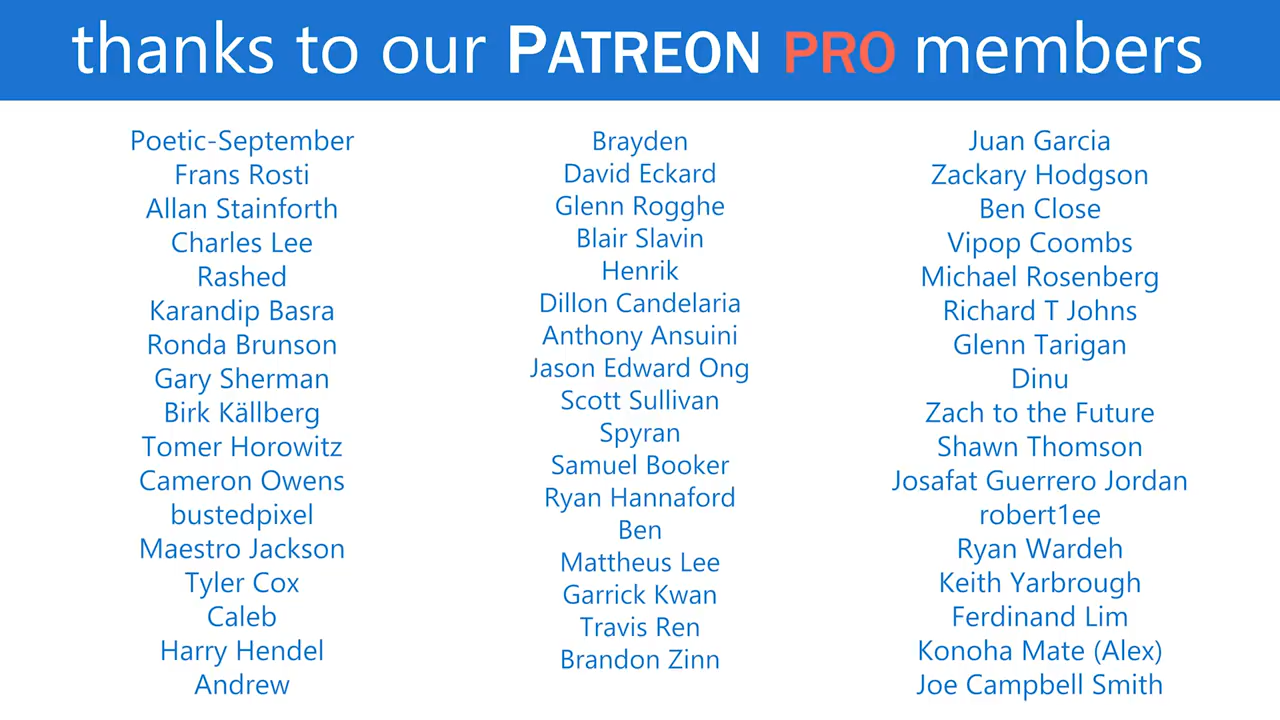 thanks to our PATREON PRO members
Poetic-September
Frans Rosti
Allan Stainforth
Charles Lee
Rashed
Karandip Basra
Ronda Brunson
Gary Sherman
Birk Källberg
Tomer Horowitz
Cameron Owens
bustedpixel
Maestro Jackson
Tyler Cox
Caleb
Harry Hendel
Andrew
Brayden
David Eckard
Glenn Rogghe
Blair Slavin
Henrik
Dillon Candelaria
Anthony Ansuini
Jason Edward Ong
Scott Sullivan
Spyran
Samuel Booker
Ryan Hannaford
Ben
Mattheus Lee
Garrick Kwan
Travis Ren
Brandon Zinn
Juan Garcia
Zackary Hodgson
Ben Close
Vipop Coombs
Michael Rosenberg
Richard T Johns
Glenn Tarigan
Dinu
Zach to the Future
Shawn Thomson
Josafat Guerrero Jordan
robert1ee
Ryan Wardeh
Keith Yarbrough
Ferdinand Lim
Konoha Mate (Alex)
Joe Campbell Smith